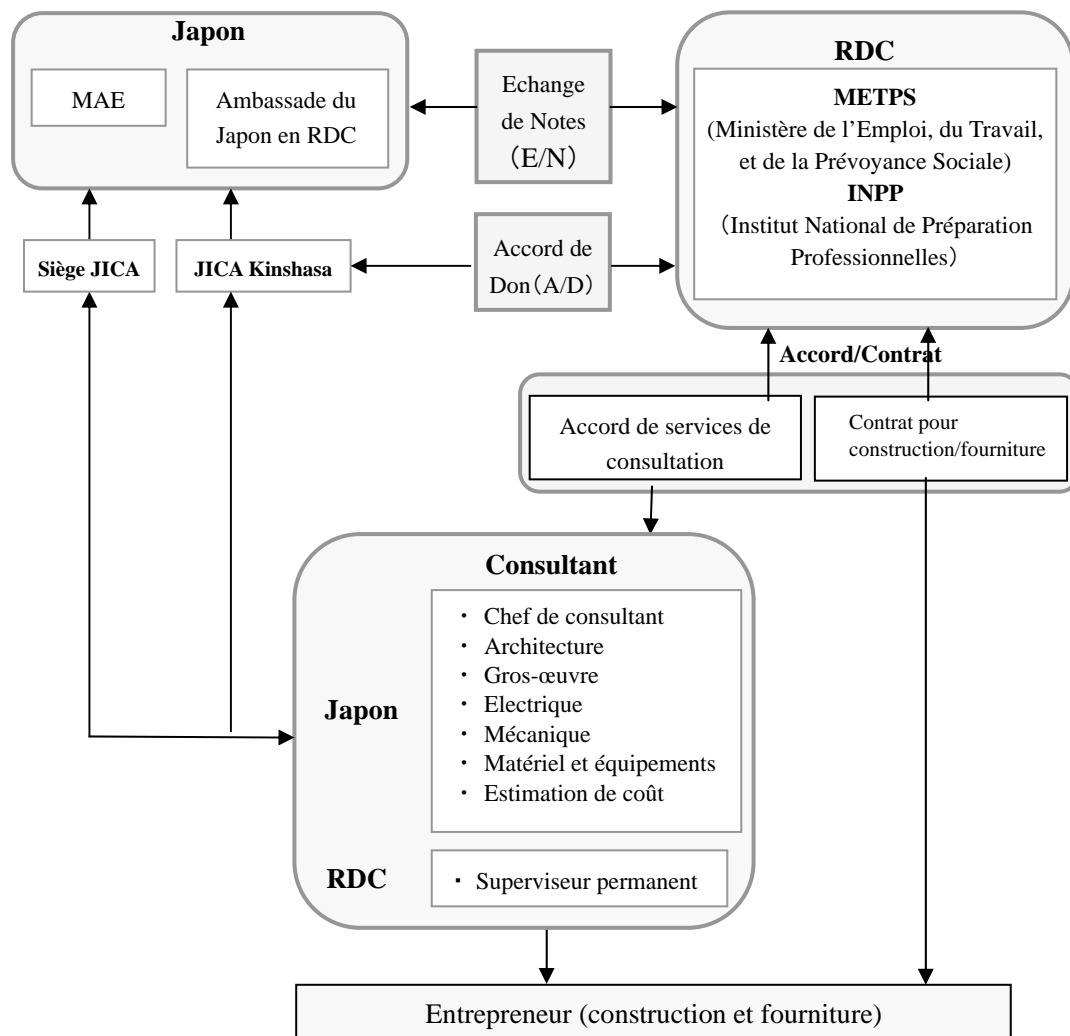 Japon
MAE
Ambassade du
Japon en RDC
Echange
de Notes
（E/N）
RDC
METPS
(Ministère de l’Emploi, du Travail,
et de la Prévoyance Sociale)
INPP
（Institut National de Préparation
Professionnelles）
Siège JICA
JICA Kinshasa
Accord de
Don（A/D）
Accord/Contrat
Accord de services de
consultation
Contrat pour
construction/fourniture
Consultant
Japon
・ Chef de consultant
・ Architecture
・ Gros-œuvre
・ Electrique
・ Mécanique
・ Matériel et équipements
・ Estimation de coût
RDC
・ Superviseur permanent
Entrepreneur (construction et fourniture)